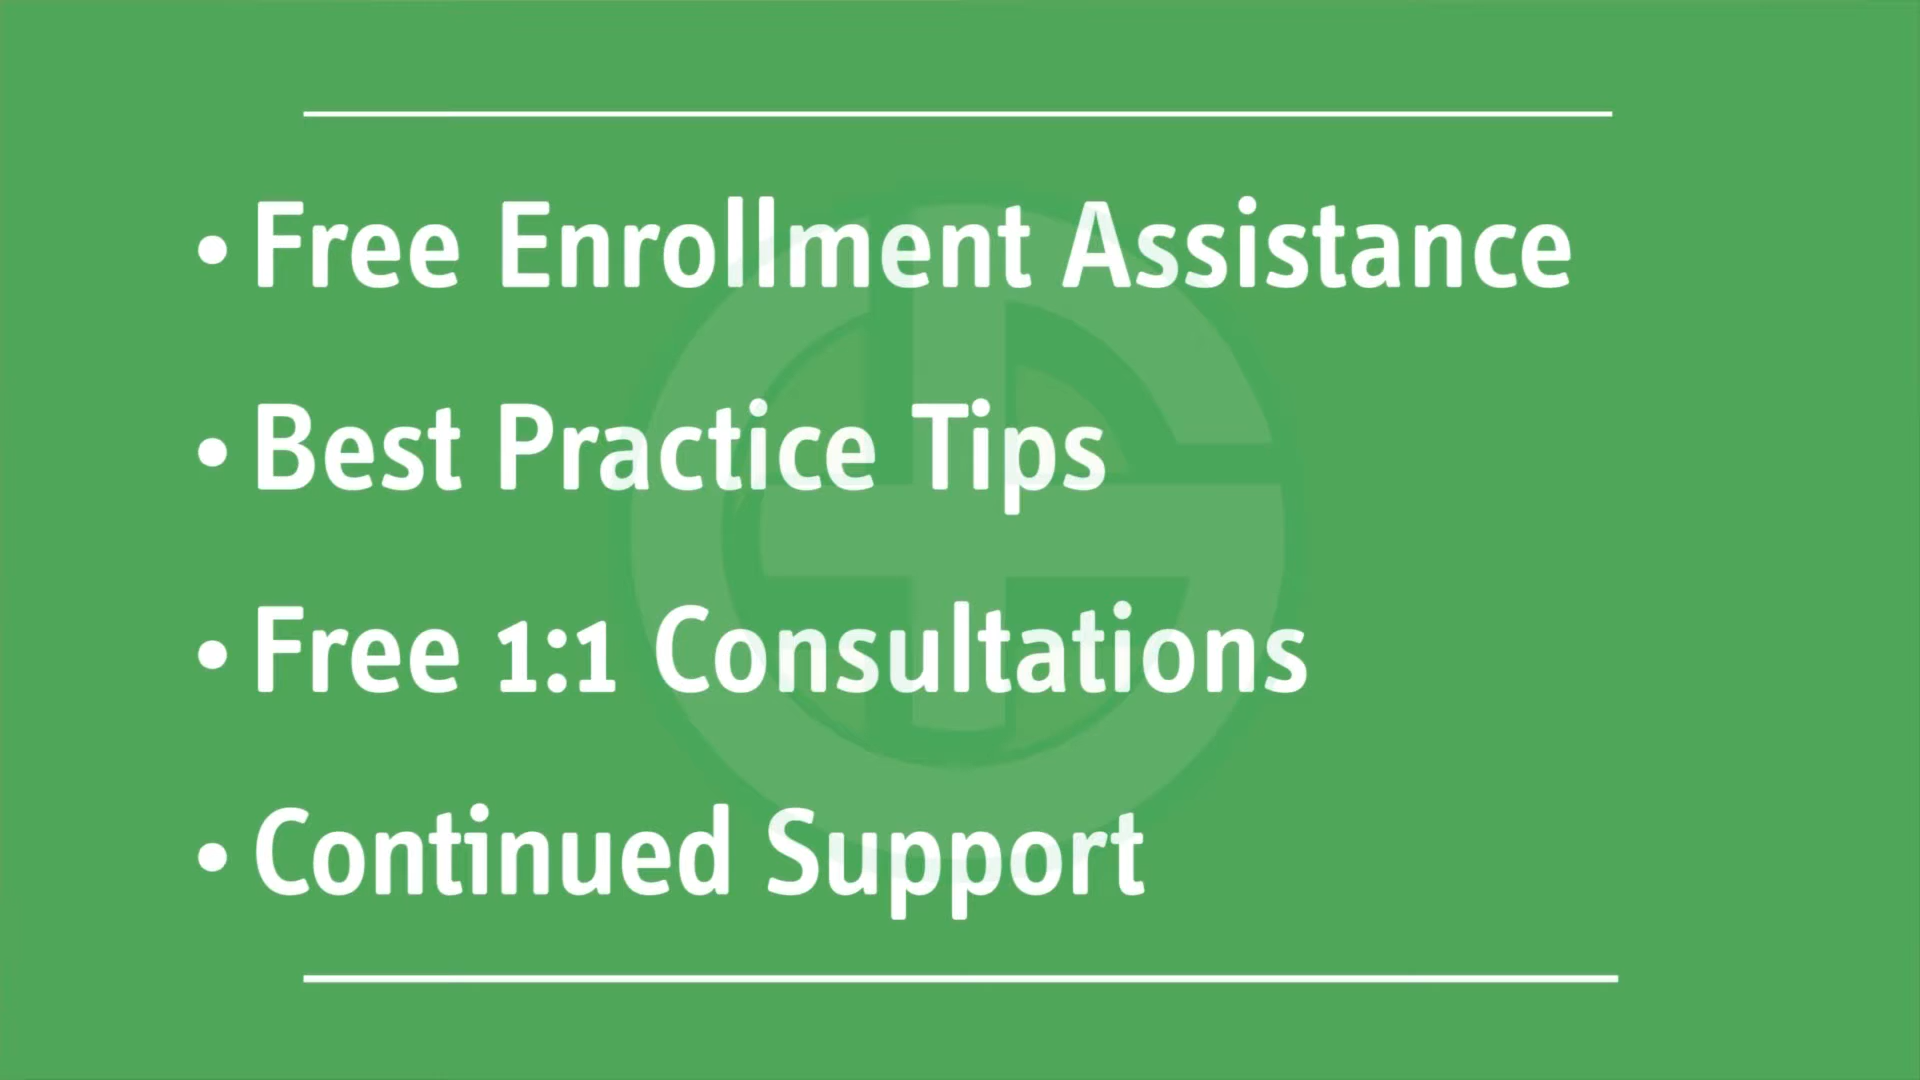 • Free Enrollment Assistance
• Best Practice Tips
• Free 1:1 Consultations
• Continued Support